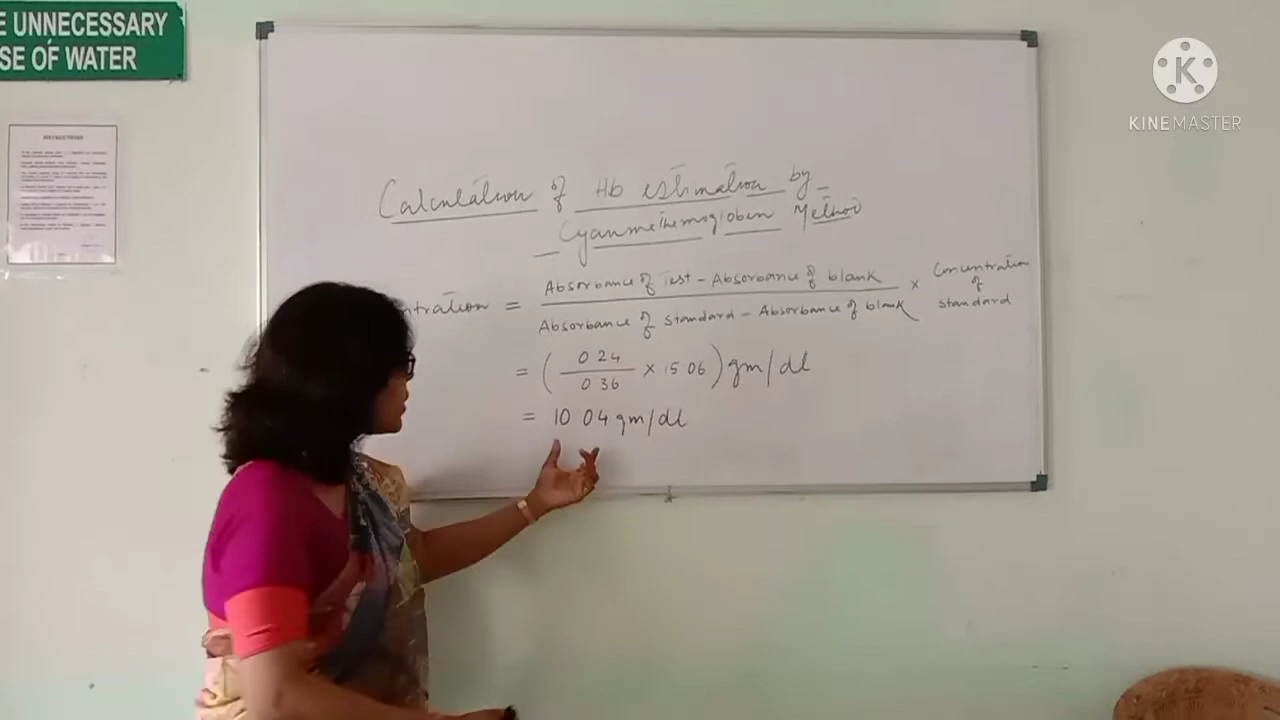 E UNNECESSARY
SE OF WATER
KINEMASTER
INSTRUCTIONS
Calculation of Hb estimation by
Cyanmethemoglobin Method
ntration = Absorbance of Test - Absorbance of blank × Concentration of standard
Absorbance of standard - Absorbance of blank
= ( 0 24 / 0 36 × 15 06 ) gm/dl
= 10 04 gm/dl